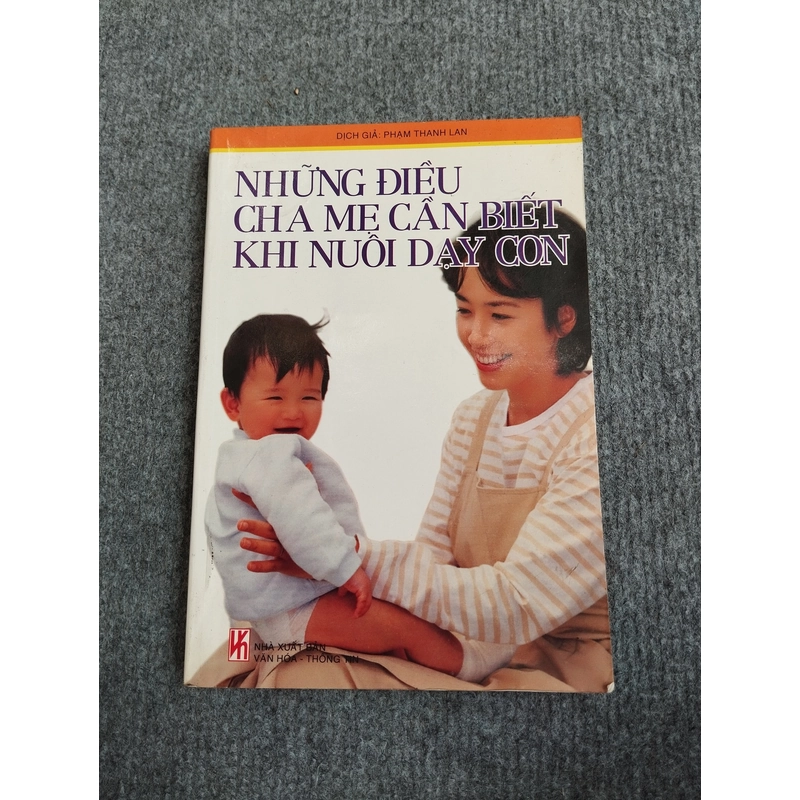 DỊCH GIẢ: PHẠM THANH LAN
NHỮNG ĐIỀU
CHA MẸ CẦN BIẾT
KHI NUÔI DẠY CON
NHÀ XUẤT BẢN
VĂN HÓA - THÔNG TIN